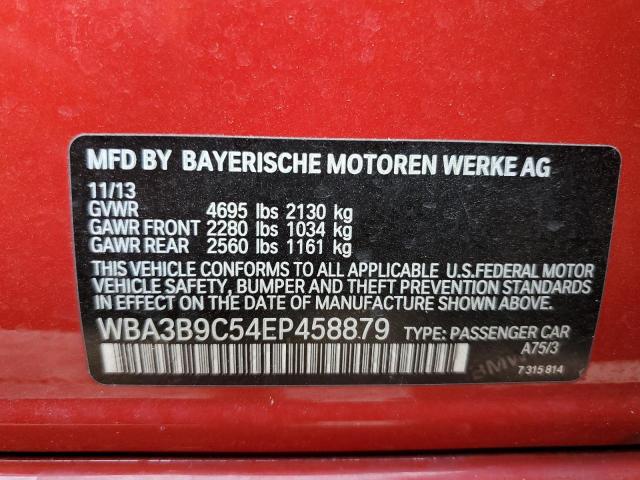 MFD BY BAYERISCHE MOTOREN WERKE AG
11/13
GVWR 4695 lbs 2130 kg
GAWR FRONT 2280 lbs 1034 kg
GAWR REAR 2560 lbs 1161 kg
THIS VEHICLE CONFORMS TO ALL APPLICABLE U.S.FEDERAL MOTOR
VEHICLE SAFETY, BUMPER AND THEFT PREVENTION STANDARDS
IN EFFECT ON THE DATE OF MANUFACTURE SHOWN ABOVE.
WBA3B9C54EP458879 TYPE: PASSENGER CAR
A75/3
BMW
7 315 814